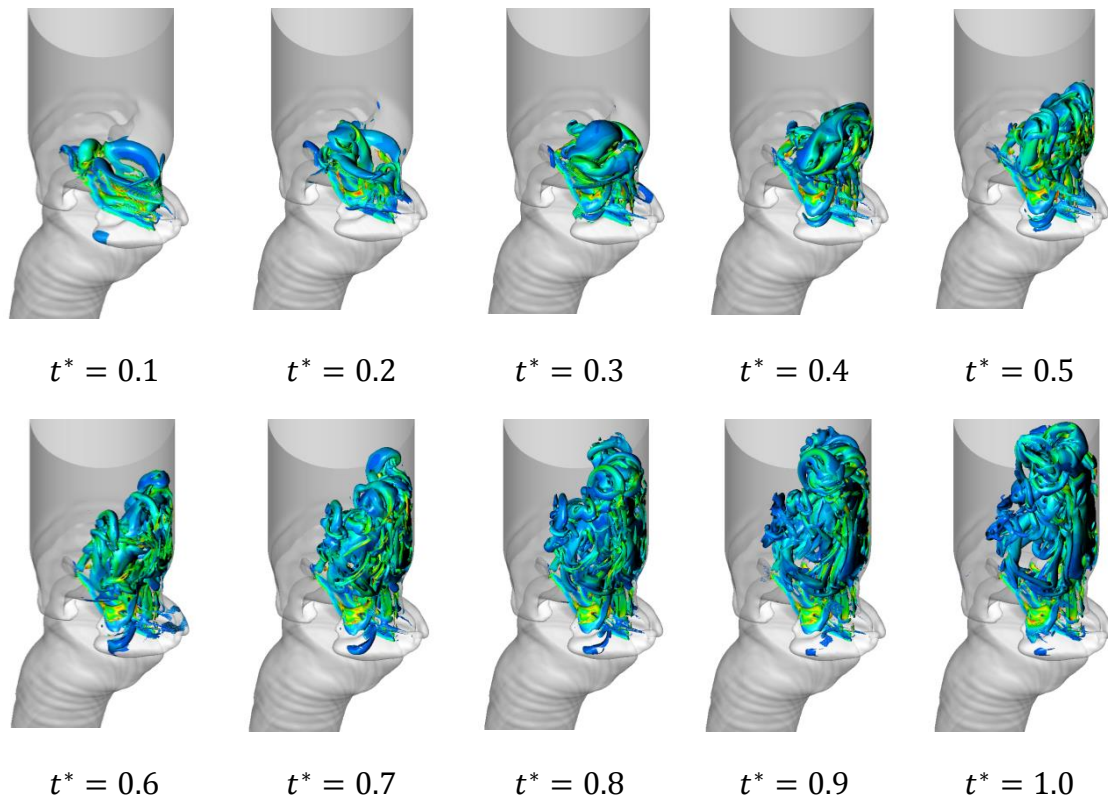 t* = 0.1
t* = 0.2
t* = 0.3
t* = 0.4
t* = 0.5
t* = 0.6
t* = 0.7
t* = 0.8
t* = 0.9
t* = 1.0